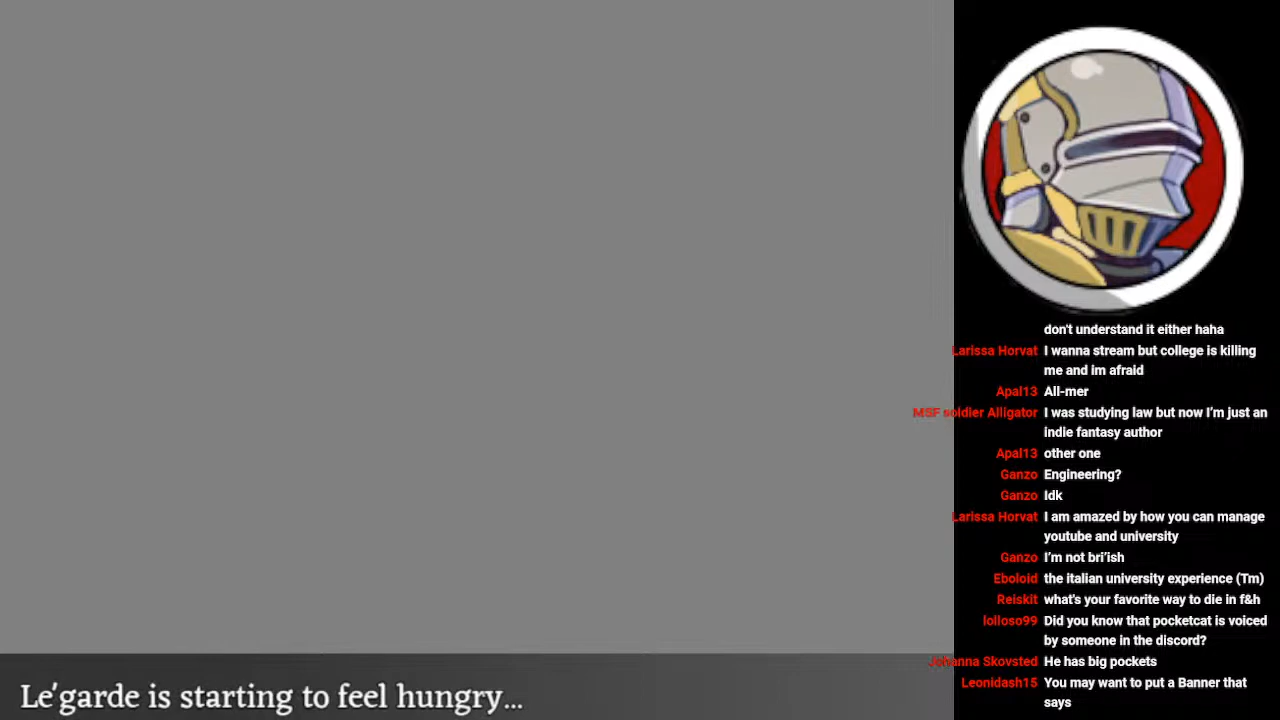 don't understand it either haha
Larissa Horvat I wanna stream but college is killing
me and im afraid
Apal13 All-mer
MSF soldier Alligator I was studying law but now I'm just an
indie fantasy author
Apal13 other one
Ganzo Engineering?
Ganzo Idk
Larissa Horvat I am amazed by how you can manage
youtube and university
Ganzo I'm not bri'ish
Eboloid the italian university experience (Tm)
Reiskit what's your favorite way to die in f&h
lolloso99 Did you know that pocketcat is voiced
by someone in the discord?
Johanna Skovsted He has big pockets
Leonidash15 You may want to put a Banner that
says
Le'garde is starting to feel hungry...